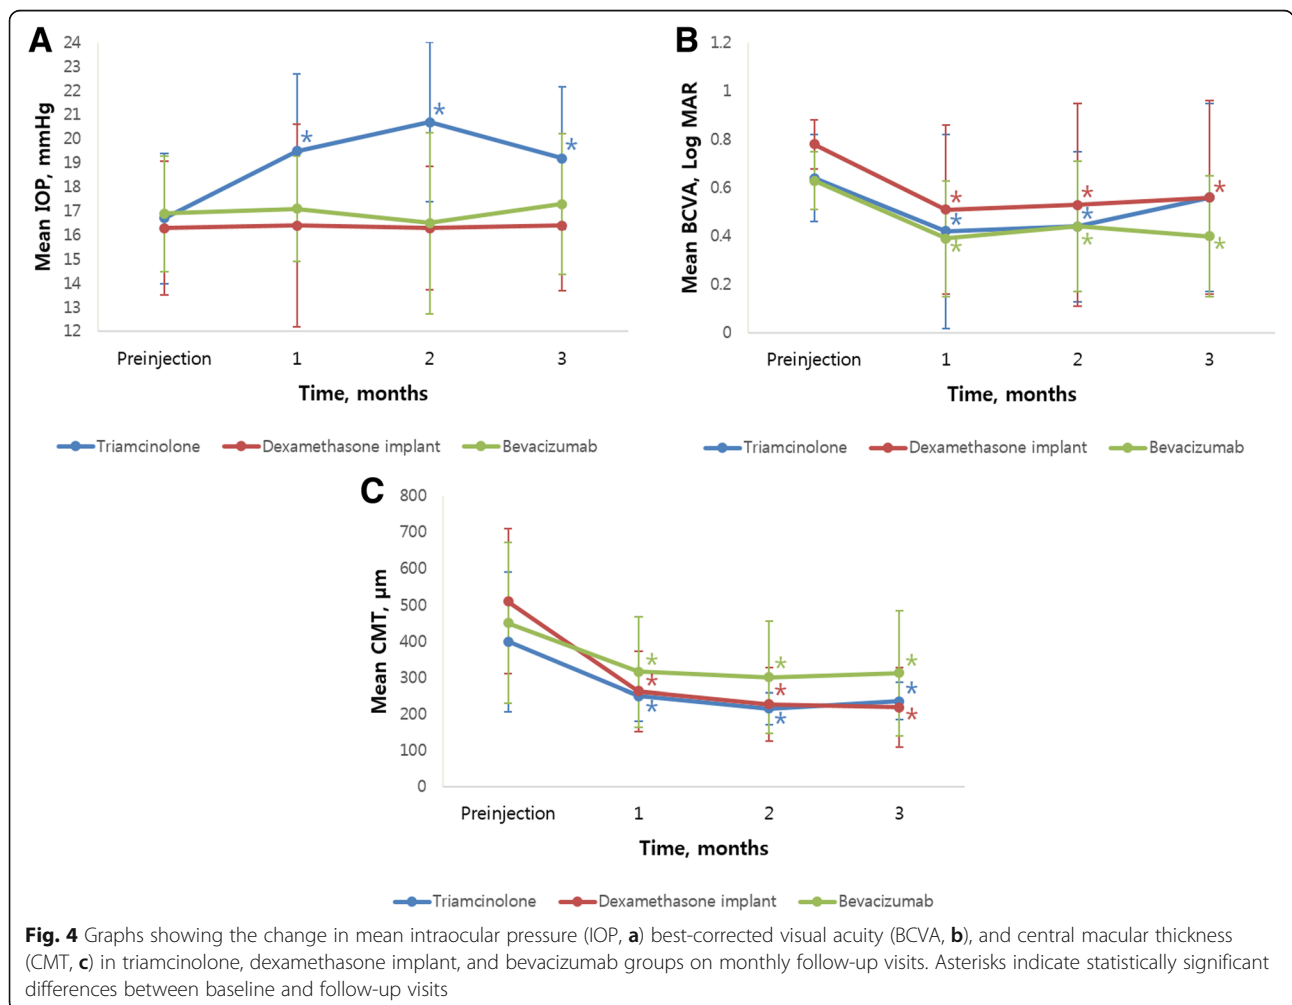 A
24
23
22
21
20
19
18
17
16
15
14
13
12
Mean IOP, mmHg
* * *
Preinjection 1 2 3
Time, months
Triamcinolone Dexamethasone implant Bevacizumab
B
1.2
1
0.8
0.6
0.4
0.2
0
Mean BCVA, Log MAR
* * *
* *
* * *
Preinjection 1 2 3
Time, months
Triamcinolone Dexamethasone implant Bevacizumab
C
800
700
600
500
400
300
200
100
0
Mean CMT, µm
* * *
* * *
* * *
Preinjection 1 2 3
Time, months
Triamcinolone Dexamethasone implant Bevacizumab
Fig. 4 Graphs showing the change in mean intraocular pressure (IOP, a) best-corrected visual acuity (BCVA, b), and central macular thickness
(CMT, c) in triamcinolone, dexamethasone implant, and bevacizumab groups on monthly follow-up visits. Asterisks indicate statistically significant
differences between baseline and follow-up visits